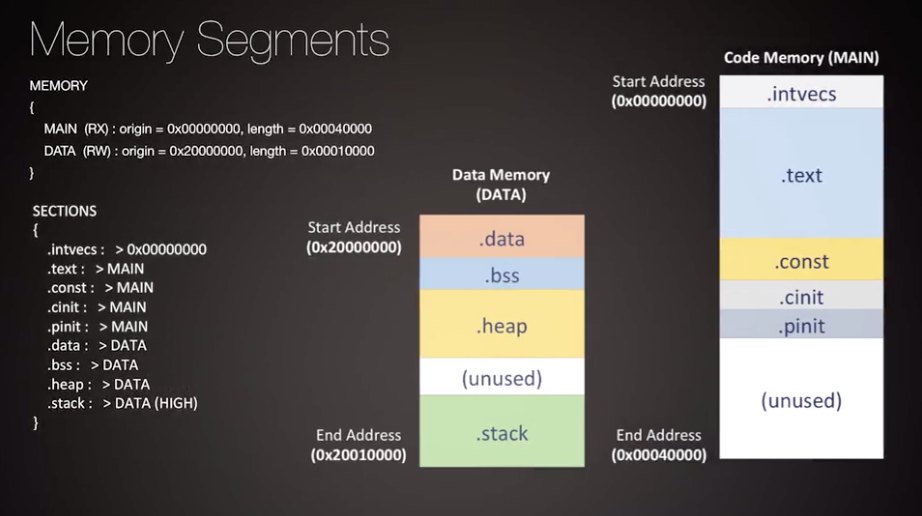 Memory Segments
MEMORY
{
MAIN (RX) : origin = 0x00000000, length = 0x00040000
DATA (RW) : origin = 0x20000000, length = 0x00010000
}
SECTIONS
{
.intvecs : > 0x00000000
.text : > MAIN
.const : > MAIN
.cinit : > MAIN
.pinit : > MAIN
.data : > DATA
.bss : > DATA
.heap : > DATA
.stack : > DATA (HIGH)
}
Data Memory
(DATA)
Start Address
(0x20000000)
.data
.bss
.heap
(unused)
.stack
End Address
(0x20010000)
Code Memory (MAIN)
Start Address
(0x00000000)
.intvecs
.text
.const
.cinit
.pinit
(unused)
End Address
(0x00040000)